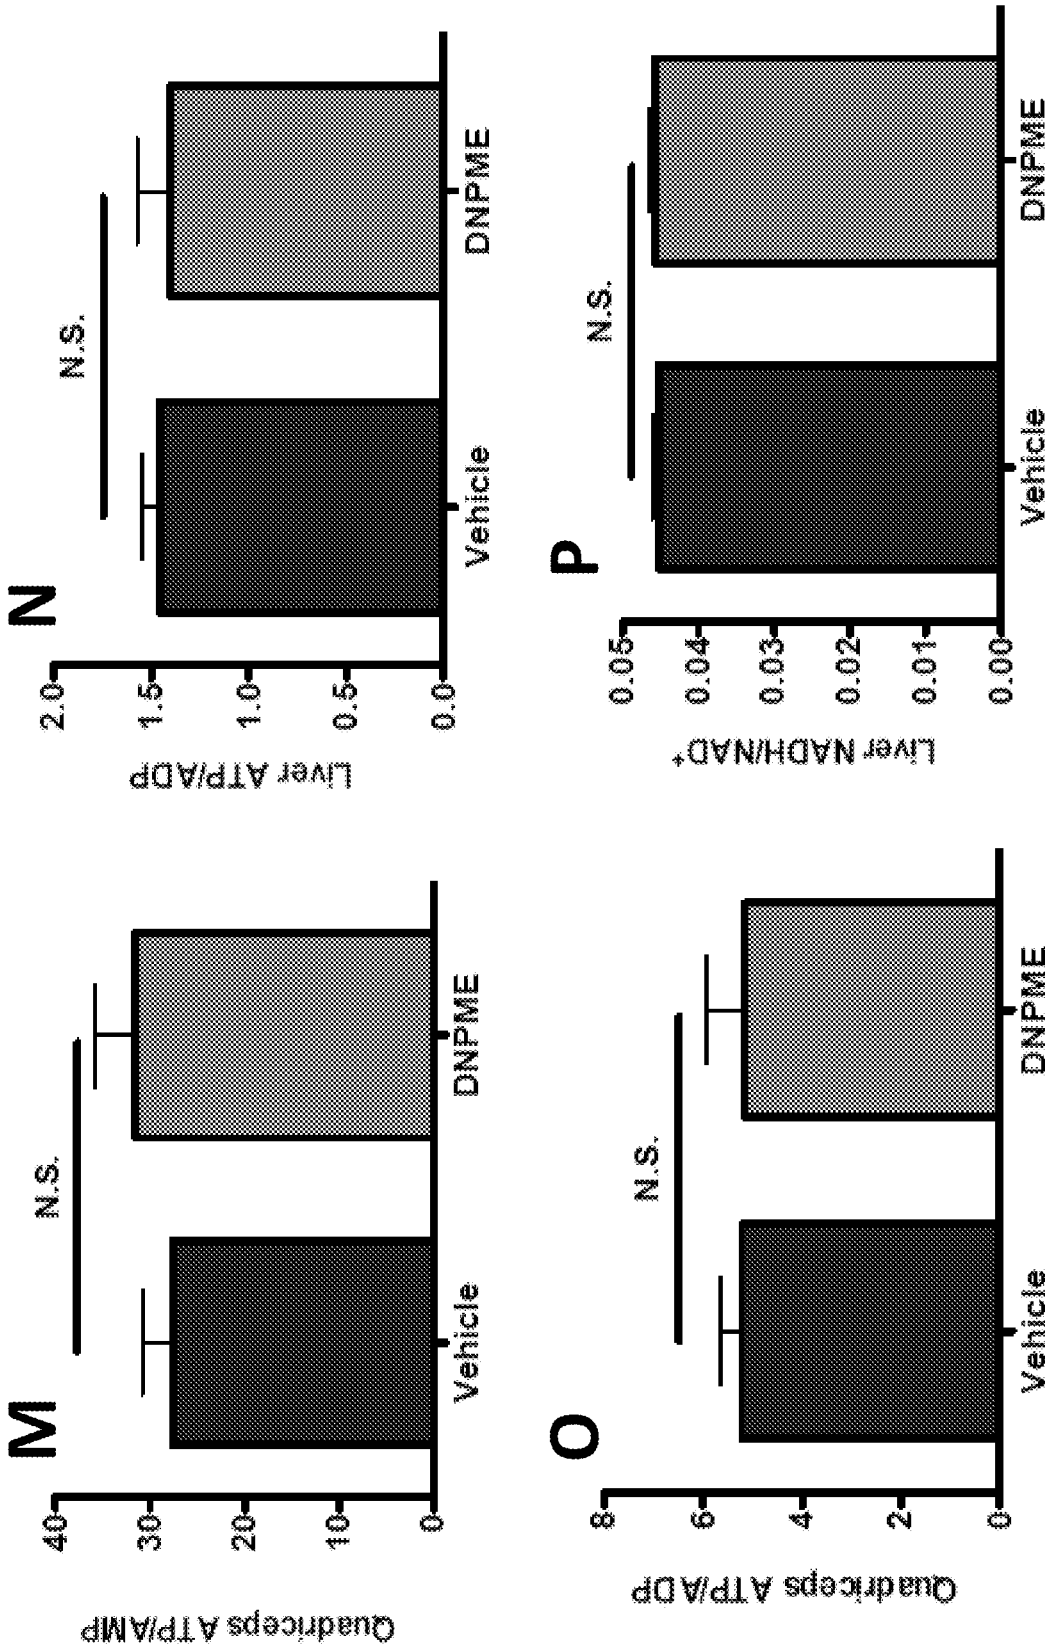 M
Quadriceps ATP/AMP
40
30
20
10
0
N.S.
Vehicle
DNPME
N
Liver ATP/ADP
2.0
1.5
1.0
0.5
0.0
N.S.
Vehicle
DNPME
O
Quadriceps ATP/ADP
8
6
4
2
0
N.S.
Vehicle
DNPME
P
Liver NADH/NAD⁺
0.05
0.04
0.03
0.02
0.01
0.00
N.S.
Vehicle
DNPME